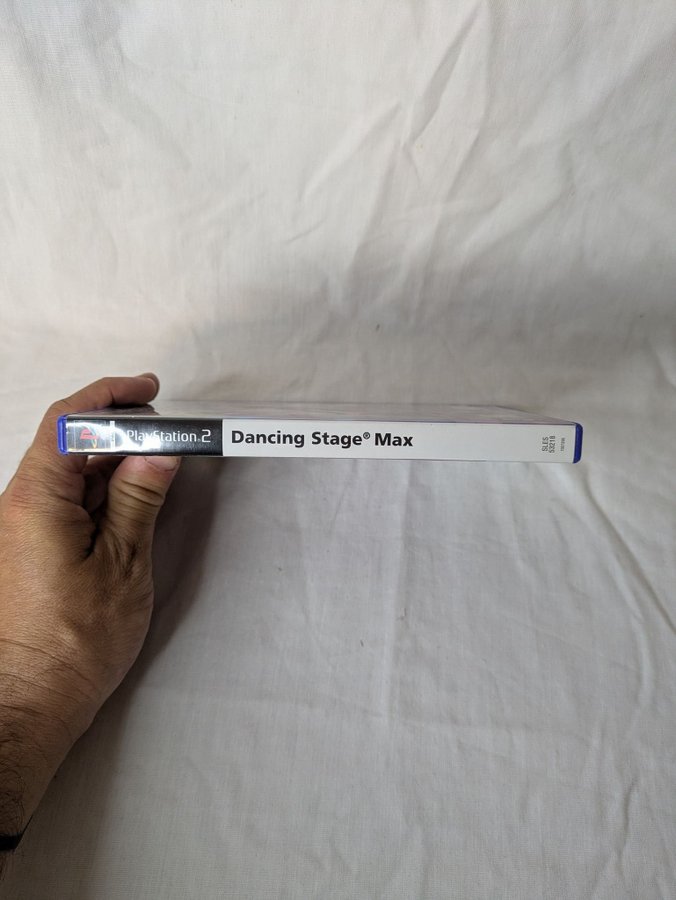 PlayStation 2
Dancing Stage® Max
SLES
53218